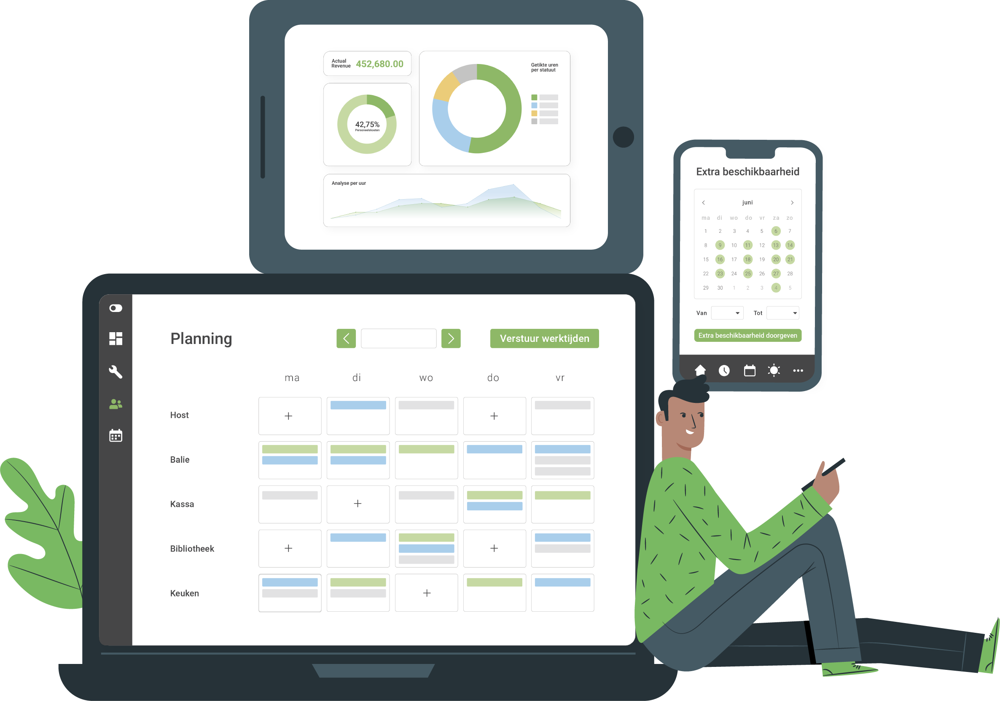 Actual
Revenue
452,680.00
Getikte uren
per statuut
42,75%
Personeelskosten
Analyse per uur
Extra beschikbaarheid
juni
ma di wo do vr za zo
1 2 3 4 5 6 7
8 9 10 11 12 13 14
15 16 17 18 19 20 21
22 23 24 25 26 27 28
29 30 1 2 3 4 5
Van Tot
Extra beschikbaarheid doorgeven
Planning
Verstuur werktijden
ma di wo do vr
Host
Balie
Kassa
Bibliotheek
Keuken